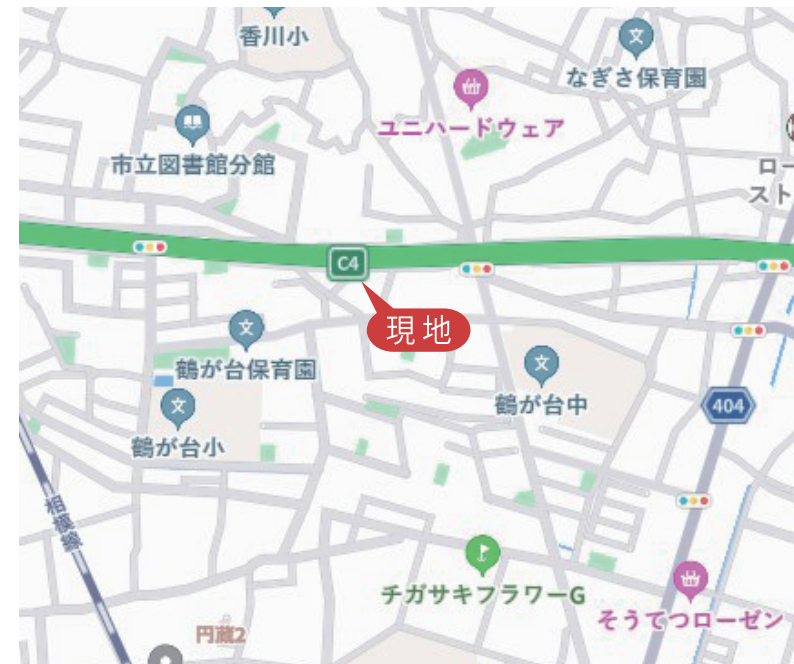 香川小
なぎさ保育園
ユニハードウェア
市立図書館分館
ロー
スト
C4
現地
鶴が台保育園
鶴が台中
404
鶴が台小
相模線
チガサキフラワーG
そうてつローゼン
円蔵2